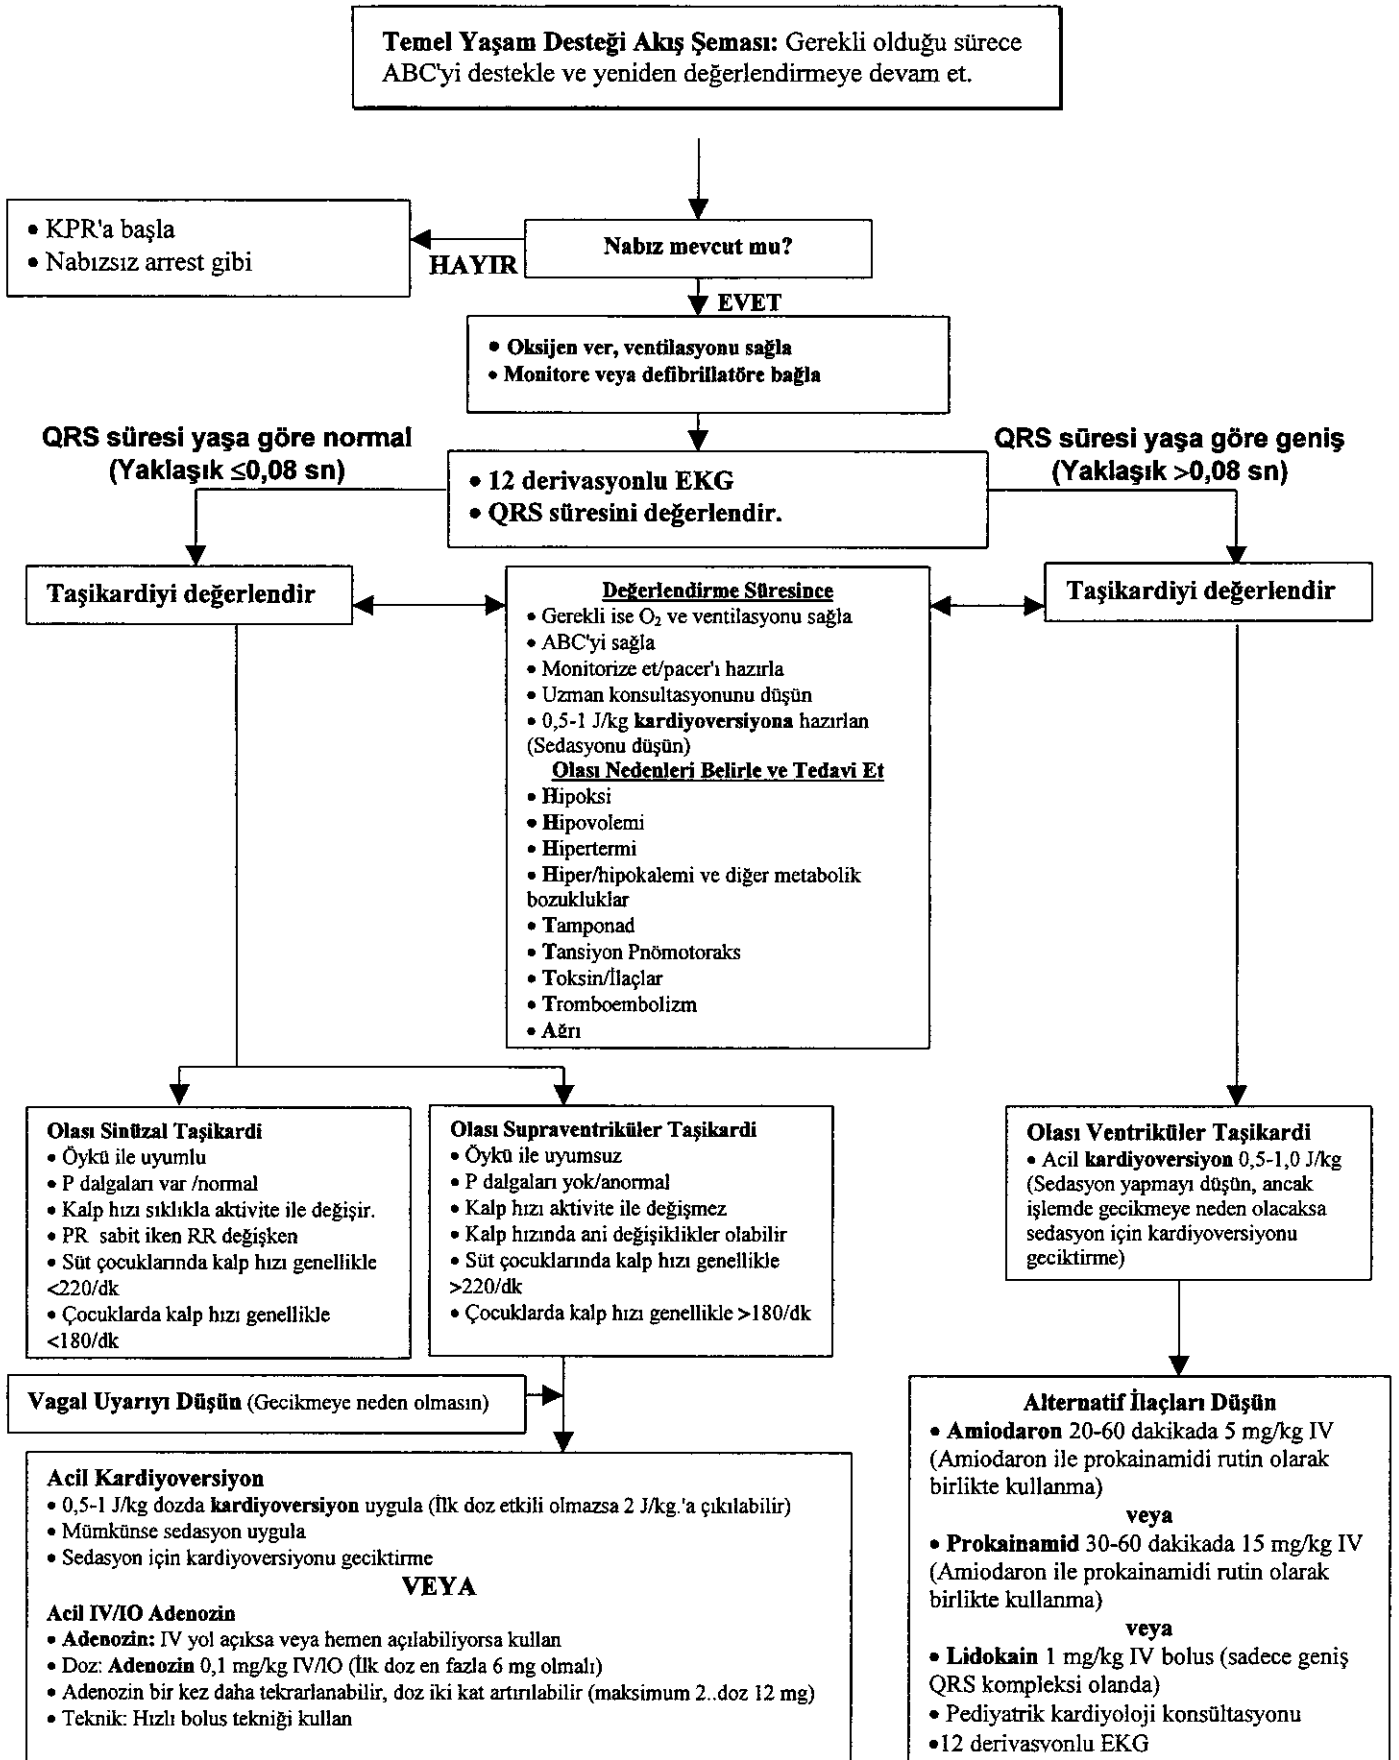 Temel Yaşam Desteği Akış Şeması: Gerekli olduğu sürece
ABC'yi destekle ve yeniden değerlendirmeye devam et.
• KPR'a başla
• Nabızsız arrest gibi
HAYIR
Nabız mevcut mu?
EVET
• Oksijen ver, ventilasyonu sağla
• Monitore veya defibrillatöre bağla
QRS süresi yaşa göre normal
(Yaklaşık ≤0,08 sn)
QRS süresi yaşa göre geniş
(Yaklaşık >0,08 sn)
• 12 derivasyonlu EKG
• QRS süresini değerlendir.
Taşikardiyi değerlendir
Değerlendirme Süresince
• Gerekli ise O₂ ve ventilasyonu sağla
• ABC'yi sağla
• Monitorize et/pacer'ı hazırla
• Uzman konsultasyonunu düşün
• 0,5-1 J/kg kardiyoversiyona hazırlan
(Sedasyonu düşün)
Olası Nedenleri Belirle ve Tedavi Et
• Hipoksi
• Hipovolemi
• Hipertermi
• Hiper/hipokalemi ve diğer metabolik
bozukluklar
• Tamponad
• Tansiyon Pnömotoraks
• Toksin/İlaçlar
• Tromboembolizm
• Ağrı
Taşikardiyi değerlendir
Olası Sinüzal Taşikardi
• Öykü ile uyumlu
• P dalgaları var /normal
• Kalp hızı sıklıkla aktivite ile değişir.
• PR sabit iken RR değişken
• Süt çocuklarında kalp hızı genellikle
<220/dk
• Çocuklarda kalp hızı genellikle
<180/dk
Olası Supraventriküler Taşikardi
• Öykü ile uyumsuz
• P dalgaları yok/anormal
• Kalp hızı aktivite ile değişmez
• Kalp hızında ani değişiklikler olabilir
• Süt çocuklarında kalp hızı genellikle
>220/dk
• Çocuklarda kalp hızı genellikle >180/dk
Olası Ventriküler Taşikardi
• Acil kardiyoversiyon 0,5-1,0 J/kg
(Sedasyon yapmayı düşün, ancak
işlemde gecikmeye neden olacaksa
sedasyon için kardiyoversiyonu
geciktirme)
Vagal Uyarıyı Düşün (Gecikmeye neden olmasın)
Acil Kardiyoversiyon
• 0,5-1 J/kg dozda kardiyoversiyon uygula (İlk doz etkili olmazsa 2 J/kg.'a çıkılabilir)
• Mümkünse sedasyon uygula
• Sedasyon için kardiyoversiyonu geciktirme
VEYA
Acil IV/IO Adenozin
• Adenozin: IV yol açıksa veya hemen açılabiliyorsa kullan
• Doz: Adenozin 0,1 mg/kg IV/IO (İlk doz en fazla 6 mg olmalı)
• Adenozin bir kez daha tekrarlanabilir, doz iki kat artırılabilir (maksimum 2..doz 12 mg)
• Teknik: Hızlı bolus tekniği kullan
Alternatif İlaçları Düşün
• Amiodaron 20-60 dakikada 5 mg/kg IV
(Amiodaron ile prokainamidi rutin olarak
birlikte kullanma)
veya
• Prokainamid 30-60 dakikada 15 mg/kg IV
(Amiodaron ile prokainamidi rutin olarak
birlikte kullanma)
veya
• Lidokain 1 mg/kg IV bolus (sadece geniş
QRS kompleksi olanda)
• Pediyatrik kardiyoloji konsültasyonu
•12 derivasyonlu EKG